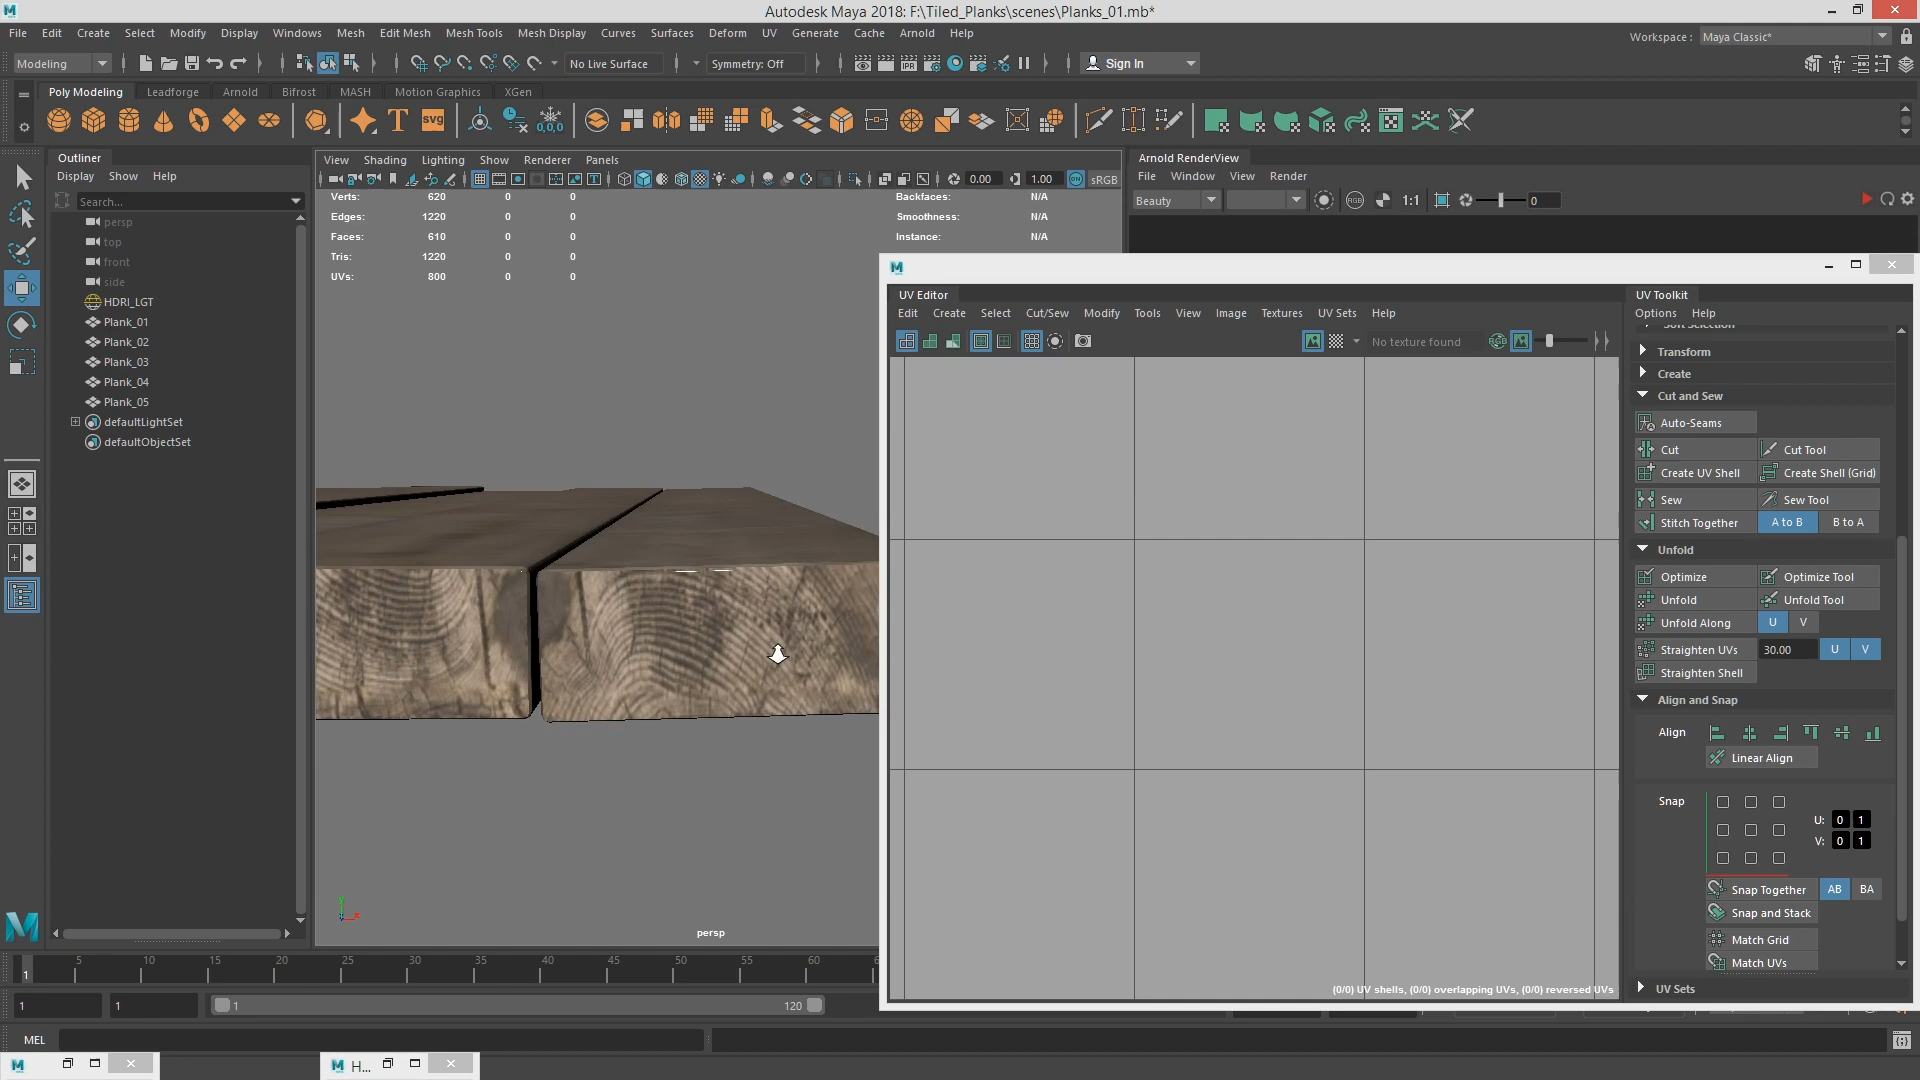 Autodesk Maya 2018: F:\Tiled_Planks\scenes\Planks_01.mb*
File Edit Create Select Modify Display Windows Mesh Edit Mesh Mesh Tools Mesh Display Curves Surfaces Deform UV Generate Cache Arnold Help
Workspace : Maya Classic*
Modeling No Live Surface Symmetry: Off IPR Sign In
Poly Modeling Leadforge Arnold Bifrost MASH Motion Graphics XGen
T svg 0,0,0
Outliner
Display Show Help
Search...
persp
top
front
side
HDRI_LGT
Plank_01
Plank_02
Plank_03
Plank_04
Plank_05
defaultLightSet
defaultObjectSet
View Shading Lighting Show Renderer Panels
0.00 1.00 ON sRGB
Verts: 620 0 0
Edges: 1220 0 0
Faces: 610 0 0
Tris: 1220 0 0
UVs: 800 0 0
Backfaces: N/A
Smoothness: N/A
Instance: N/A
persp
Arnold RenderView
File Window View Render
Beauty RGB 1:1 0
UV Editor
File Create Select Cut/Sew Modify Tools View Image Textures UV Sets Help
No texture found RGB
(0/0) UV shells, (0/0) overlapping UVs, (0/0) reversed UVs
UV Toolkit
Options Help
Soft Selection
Transform
Create
Cut and Sew
Auto-Seams
Cut Cut Tool
Create UV Shell Create Shell (Grid)
Sew Sew Tool
Stitch Together A to B B to A
Unfold
Optimize Optimize Tool
Unfold Unfold Tool
Unfold Along U V
Straighten UVs 30.00 U V
Straighten Shell
Align and Snap
Align
Linear Align
Snap
U: 0 1
V: 0 1
Snap Together AB BA
Snap and Stack
Match Grid
Match UVs
UV Sets
1 5 10 15 20 25 30 35 40 45 50 55 60
1 1 1 120
MEL
H...